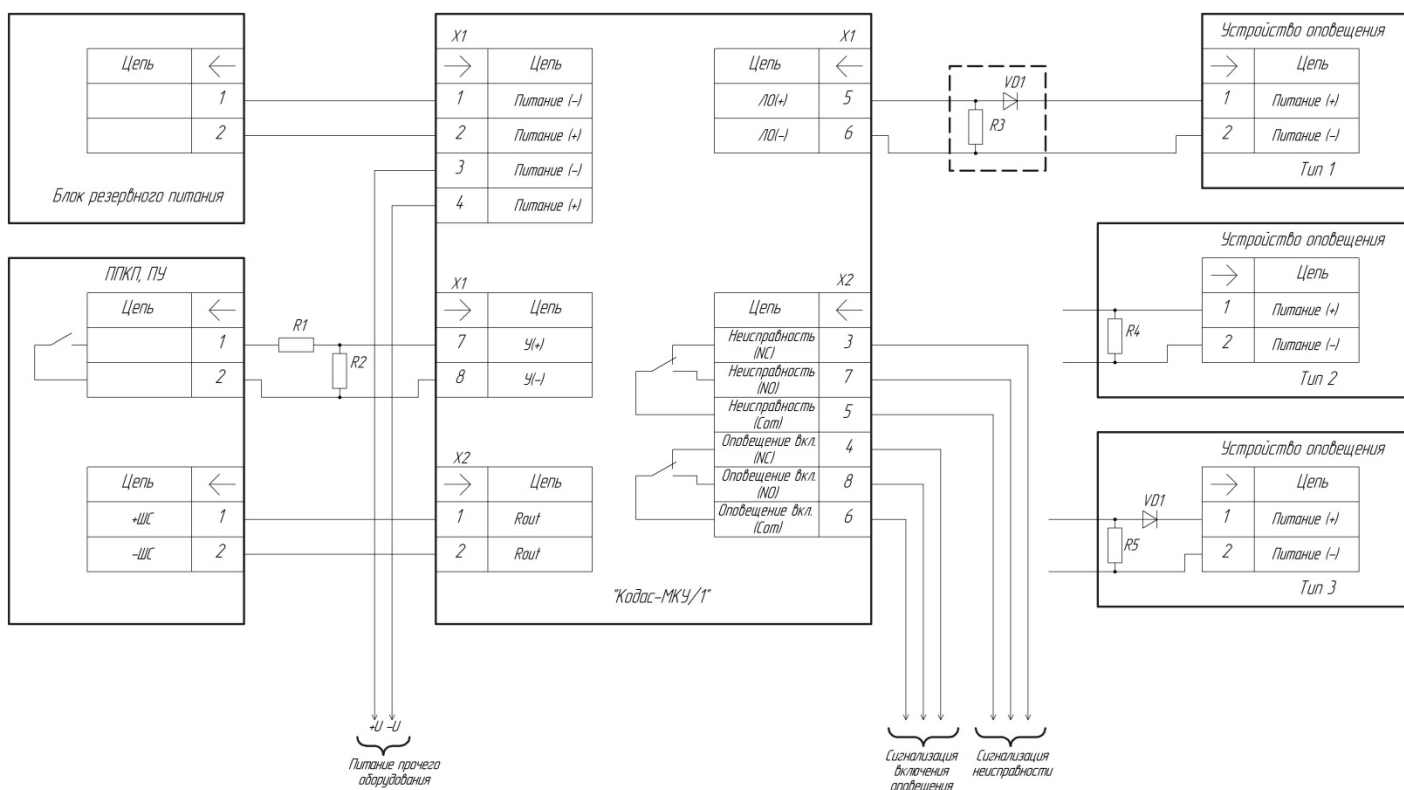 Блок резервного питания
Цепь
1
2
ППКП, ПУ
Цепь
1
2
Цепь
+ШС 1
-ШС 2
R1
R2
X1
Цепь
1 Питание (-)
2 Питание (+)
3 Питание (-)
4 Питание (+)
X1
Цепь
7 У(+)
8 У(-)
X2
Цепь
1 Rout
2 Rout
"Кодас-МКУ/1"
X1
Цепь
ЛО(+) 5
ЛО(-) 6
X2
Цепь
Неисправность (NC) 3
Неисправность (NO) 7
Неисправность (Com) 5
Оповещение вкл. (NC) 4
Оповещение вкл. (NO) 8
Оповещение вкл. (Com) 6
VD1
R3
Устройство оповещения
Цепь
1 Питание (+)
2 Питание (-)
Тип 1
Устройство оповещения
Цепь
1 Питание (+)
2 Питание (-)
R4
Тип 2
Устройство оповещения
Цепь
VD1
1 Питание (+)
2 Питание (-)
R5
Тип 3
+U -U
Питание прочего
оборудования
Сигнализация
включения
оповещения
Сигнализация
неисправности